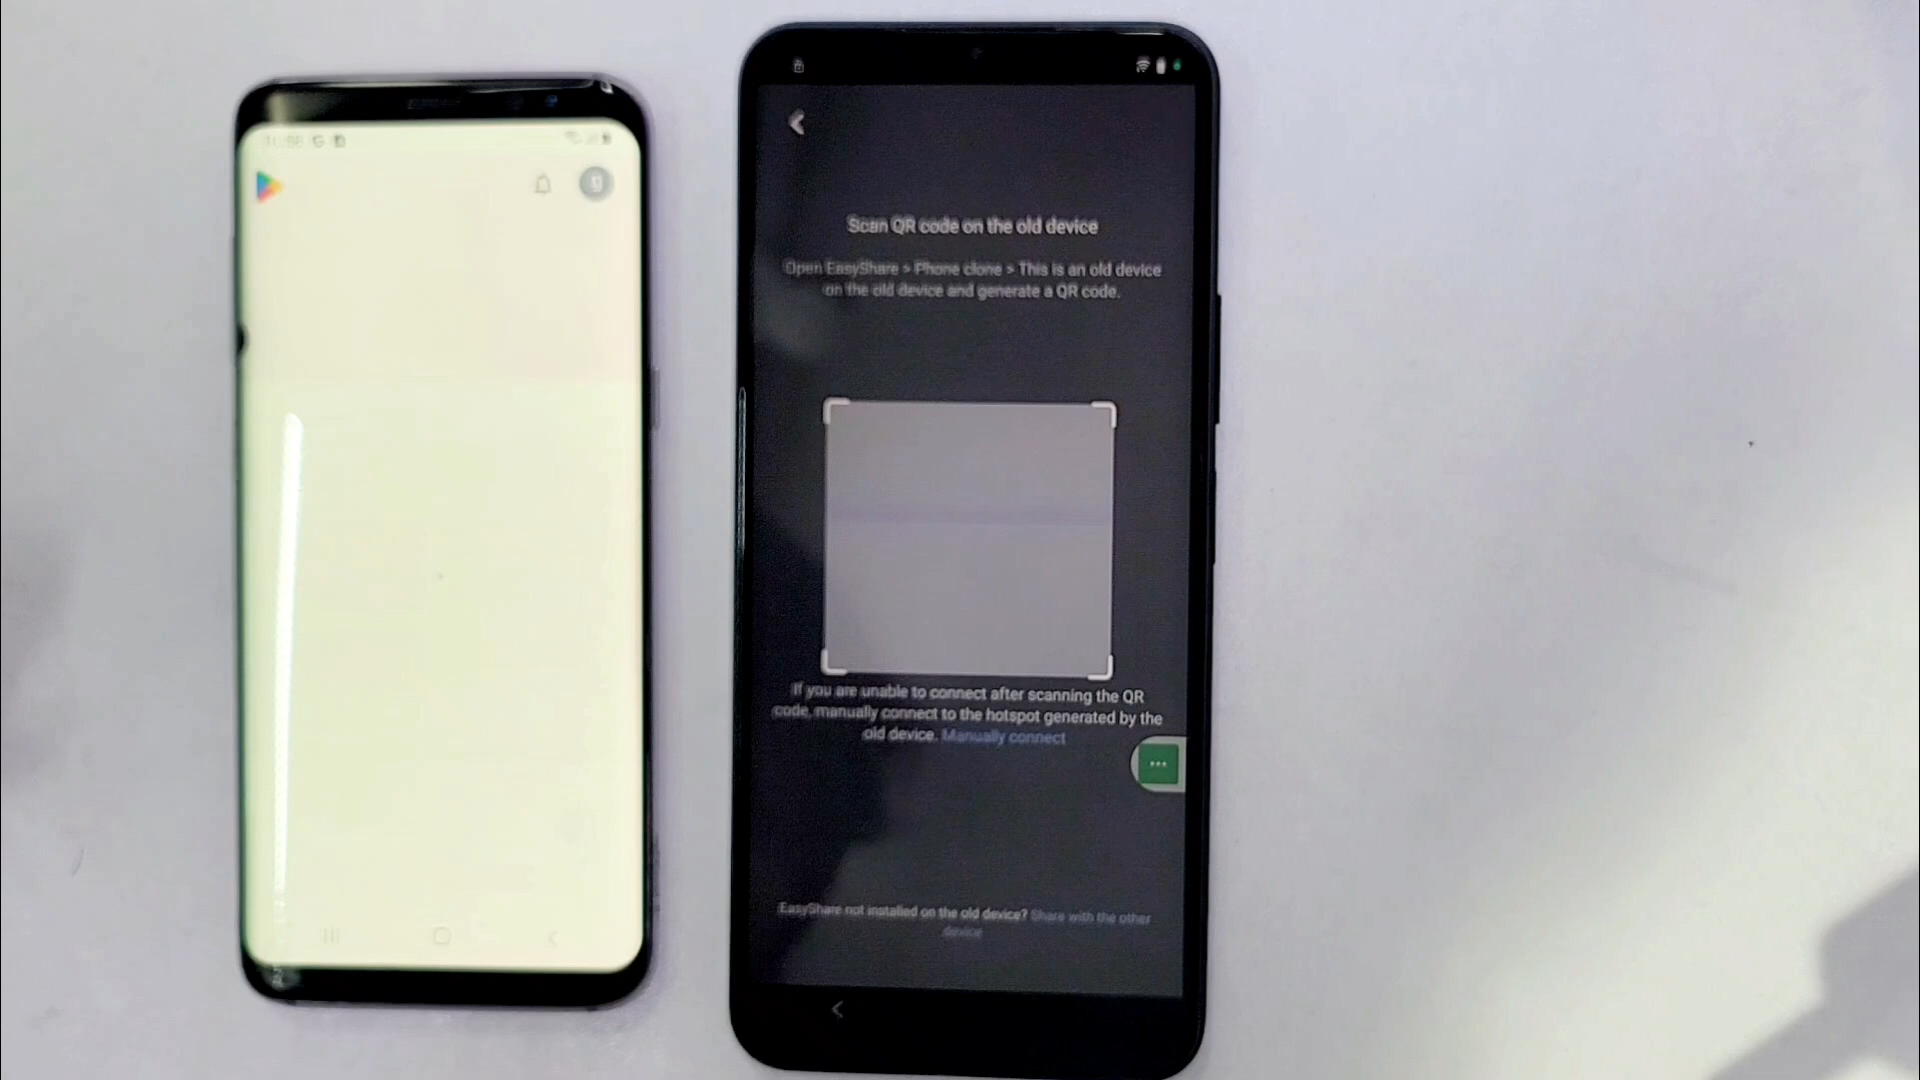 Scan QR code on the old device
Open EasyShare > Phone clone > This is an old device
on the old device and generate a QR code.
If you are unable to connect after scanning the QR
code, manually connect to the hotspot generated by the
old device. Manually connect
EasyShare not installed on the old device? Share with the other
device